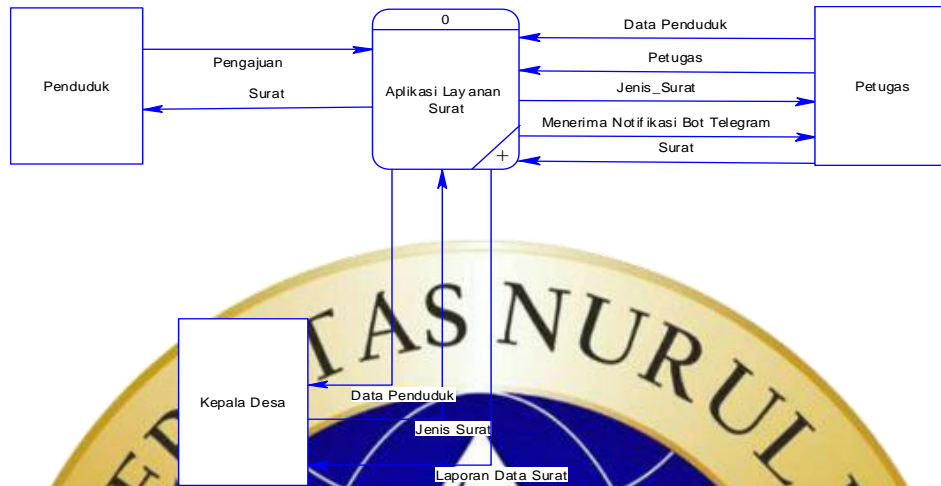 0
Data Penduduk
Pengajuan
Petugas
Penduduk
Surat
Aplikasi Layanan
Surat
Jenis_Surat
Petugas
Menerima Notifikasi Bot Telegram
Surat
+
TAS NURUL
Kepala Desa
Data Penduduk
Jenis Surat
Laporan Data Surat